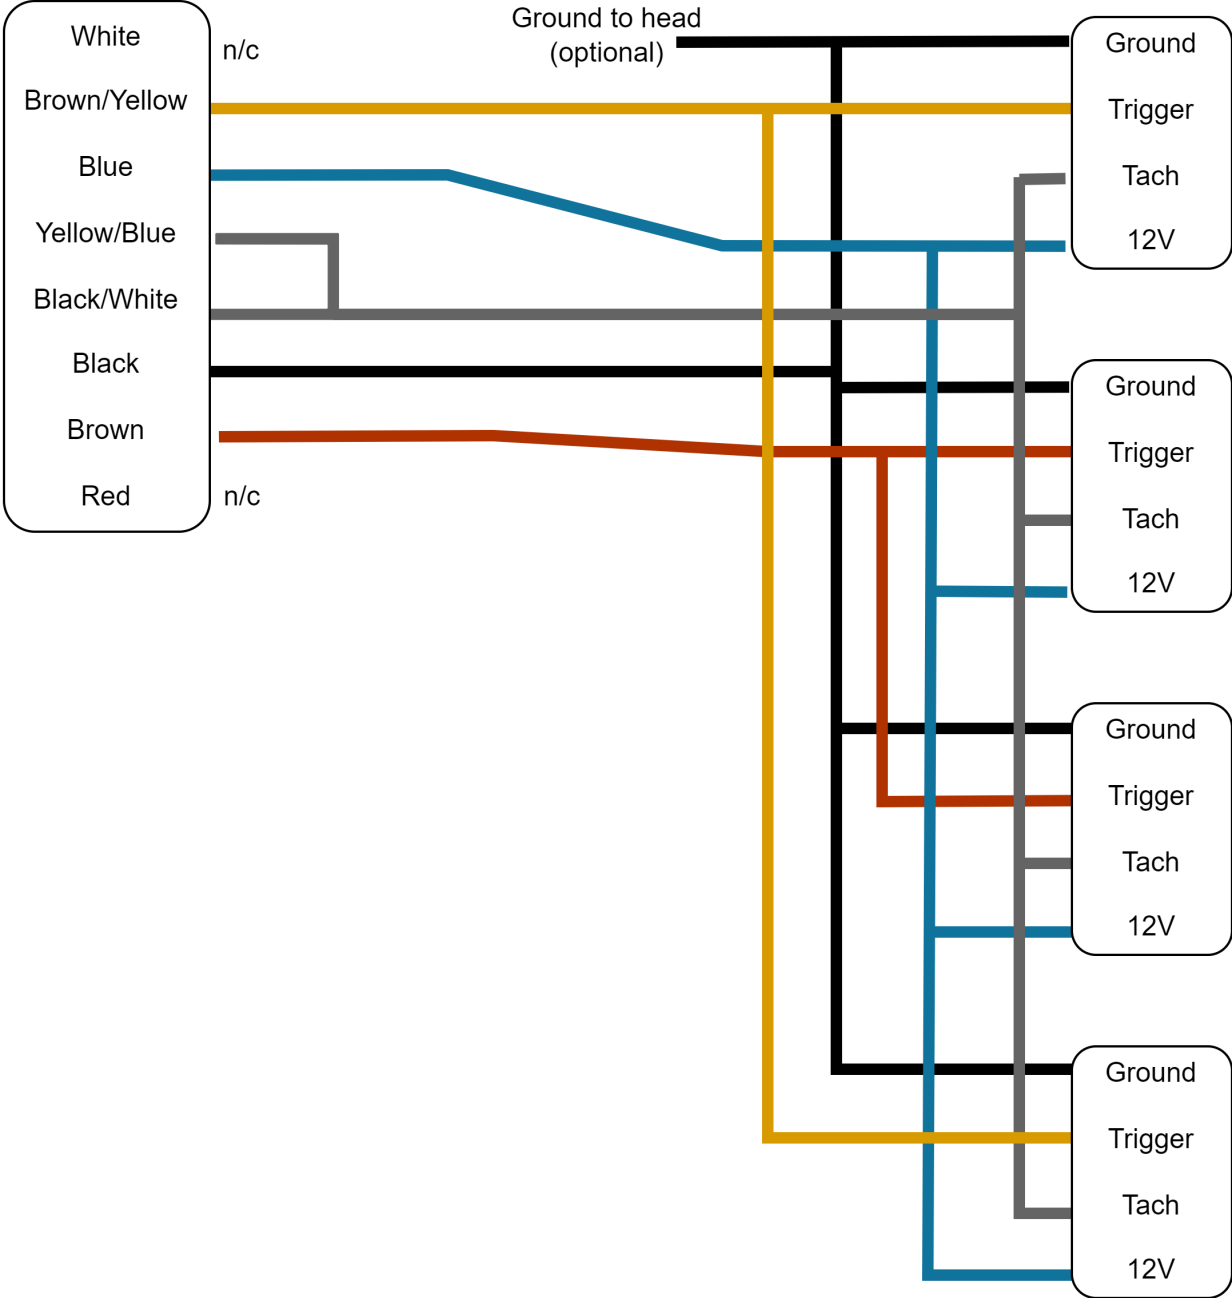 White
n/c
Brown/Yellow
Blue
Yellow/Blue
Black/White
Black
Brown
Red
n/c
Ground to head
(optional)
Ground
Trigger
Tach
12V
Ground
Trigger
Tach
12V
Ground
Trigger
Tach
12V
Ground
Trigger
Tach
12V